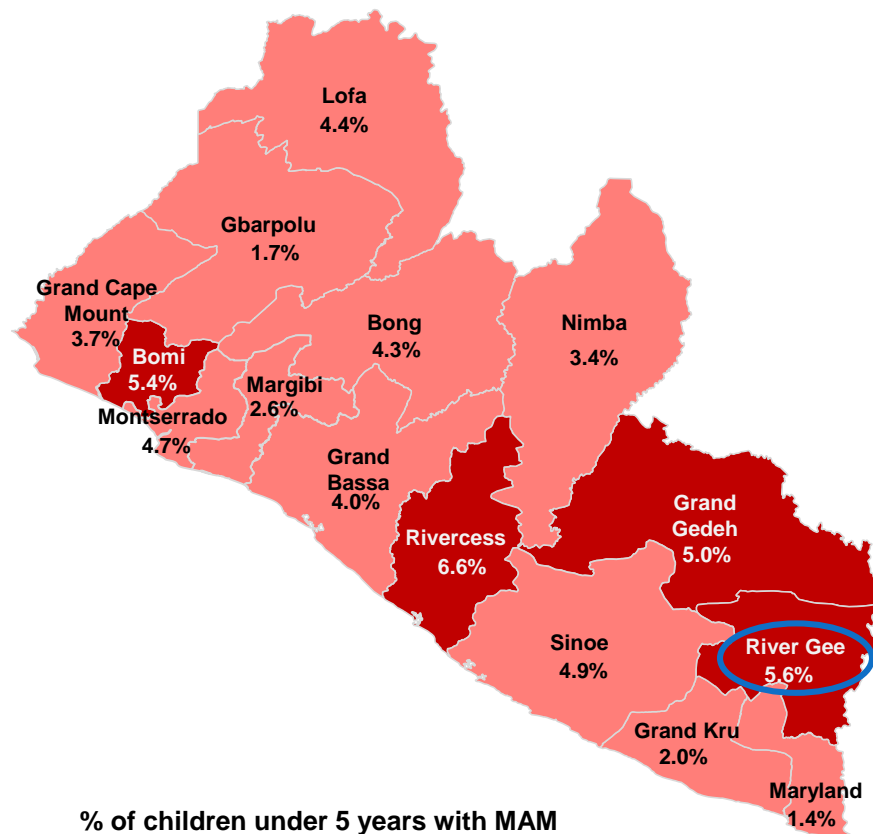 Lofa
4.4%
Gbarpolu
1.7%
Grand Cape
Mount
3.7%
Bong
4.3%
Nimba
3.4%
Bomi
5.4%
Margibi
2.6%
Montserrado
4.7%
Grand
Bassa
4.0%
Rivercess
6.6%
Grand
Gedeh
5.0%
Sinoe
4.9%
River Gee
5.6%
Grand Kru
2.0%
Maryland
1.4%
% of children under 5 years with MAM